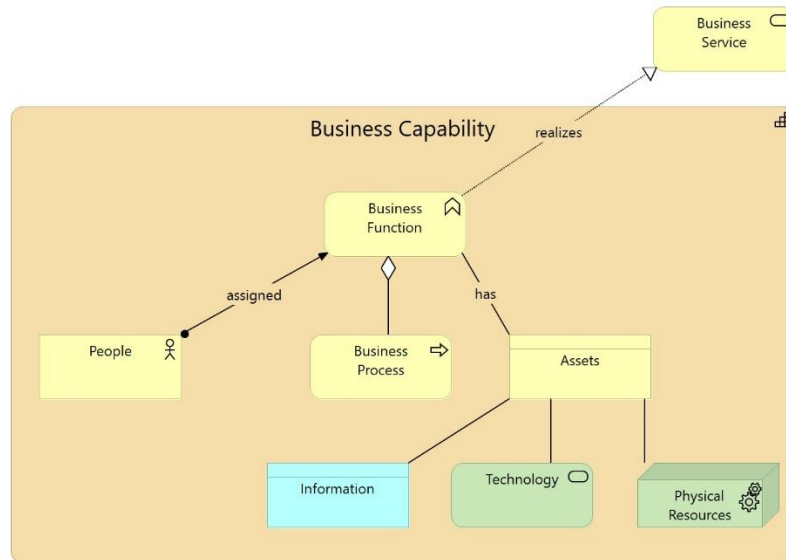 Business
Service
Business Capability
realizes
Business
Function
assigned
has
People
Business
Process
Assets
Information
Technology
Physical
Resources